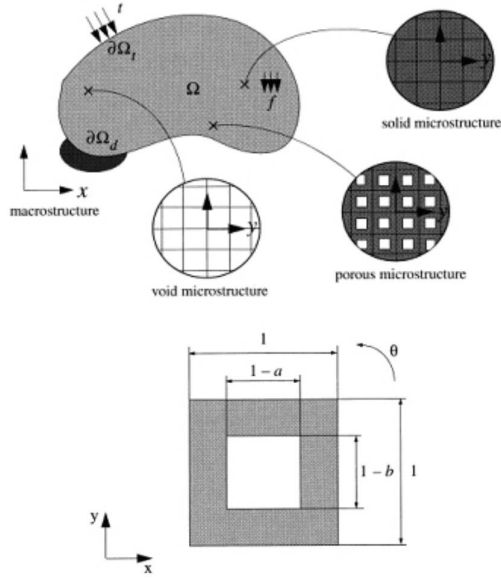 t
∂Ω_t
Ω
f
y
solid microstructure
∂Ω_d
x
macrostructure
y
void microstructure
y
porous microstructure
1
θ
1 – a
1 – b
1
y
x